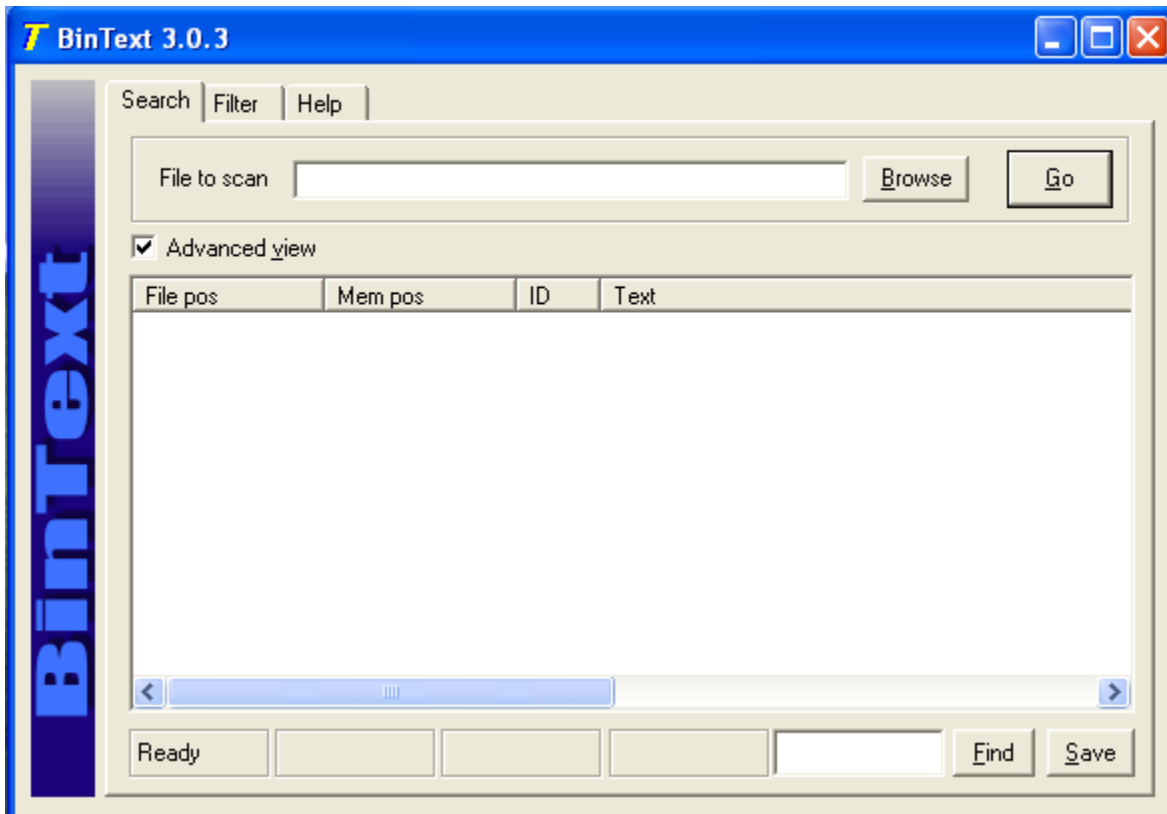 BinText 3.0.3
Search Filter Help
File to scan Browse Go
Advanced view
File pos Mem pos ID Text
BinText
Ready Find Save